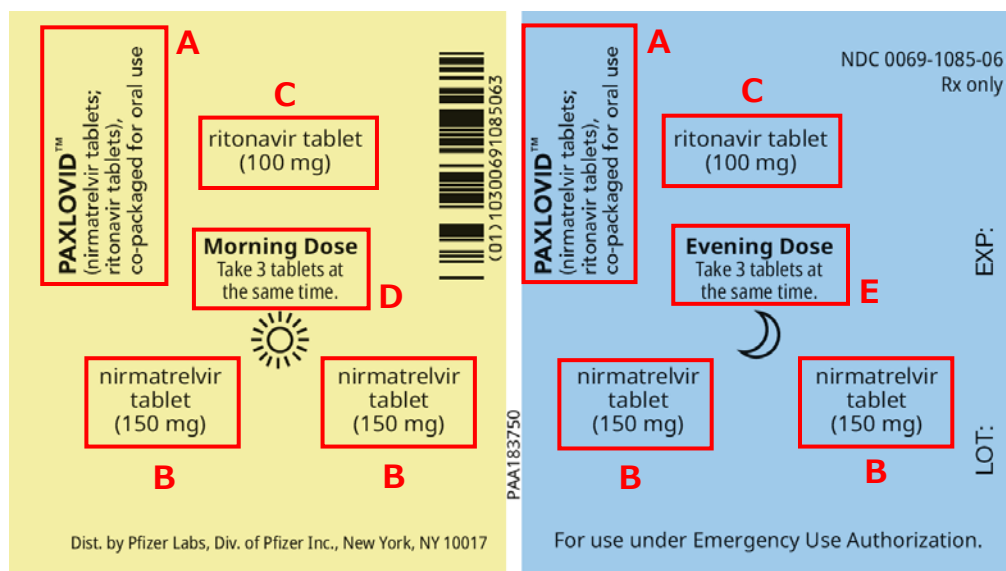 A
PAXLOVID™
(nirmatrelvir tablets;
ritonavir tablets),
co-packaged for oral use
C
ritonavir tablet
(100 mg)
(01)10300691085063
Morning Dose
Take 3 tablets at
the same time.
D
nirmatrelvir
tablet
(150 mg)
B
nirmatrelvir
tablet
(150 mg)
B
Dist. by Pfizer Labs, Div. of Pfizer Inc., New York, NY 10017
PAA183750
A
PAXLOVID™
(nirmatrelvir tablets;
ritonavir tablets),
co-packaged for oral use
NDC 0069-1085-06
Rx only
C
ritonavir tablet
(100 mg)
Evening Dose
Take 3 tablets at
the same time.
E
EXP:
nirmatrelvir
tablet
(150 mg)
B
nirmatrelvir
tablet
(150 mg)
B
LOT:
For use under Emergency Use Authorization.